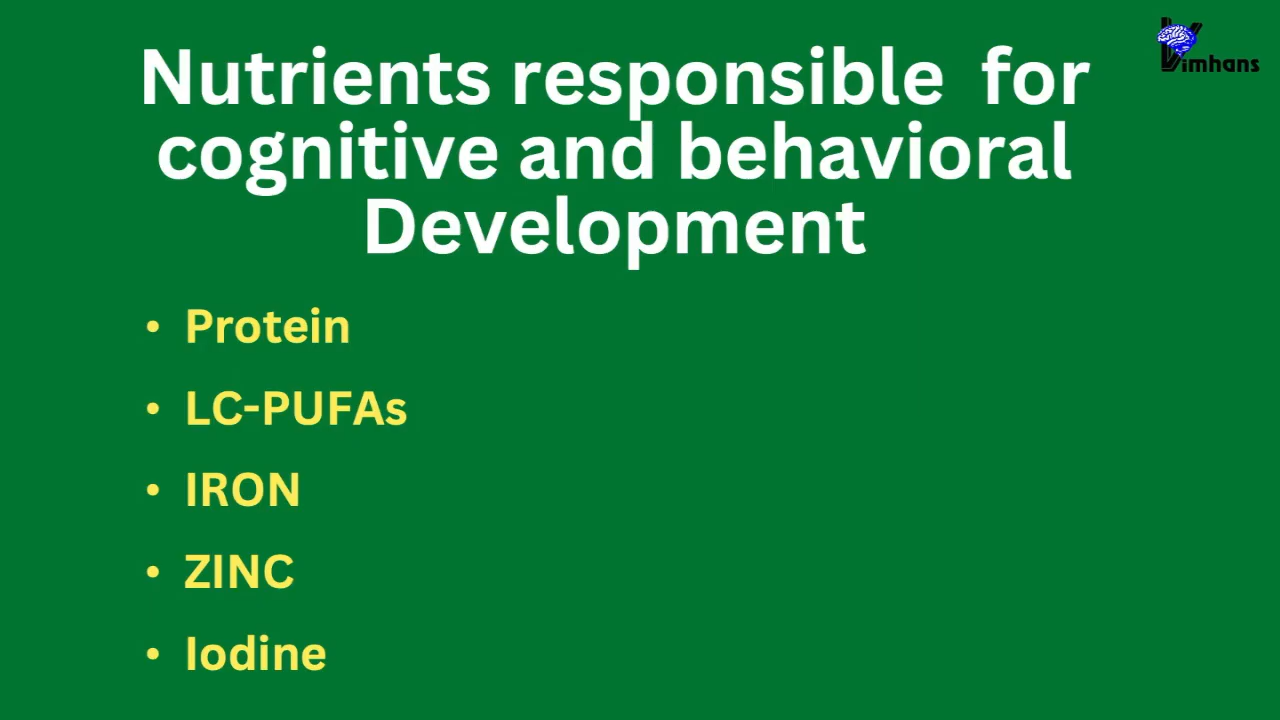 Nutrients responsible for
cognitive and behavioral
Development
Vimhans
• Protein
• LC-PUFAs
• IRON
• ZINC
• Iodine